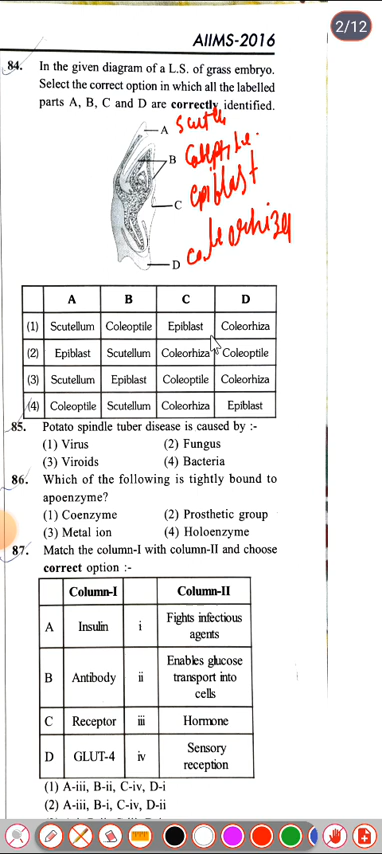 2/12
AIIMS-2016
84. In the given diagram of a L.S. of grass embryo.
Select the correct option in which all the labelled
parts A, B, C and D are correctly identified.
A
B
C
epiblast
D
A B C D
(1) Scutellum Coleoptile Epiblast Coleorhiza
(2) Epiblast Scutellum Coleorhiza Coleoptile
(3) Scutellum Epiblast Coleoptile Coleorhiza
(4) Coleoptile Scutellum Coleorhiza Epiblast
85. Potato spindle tuber disease is caused by :-
(1) Virus (2) Fungus
(3) Viroids (4) Bacteria
86. Which of the following is tightly bound to
apoenzyme?
(1) Coenzyme (2) Prosthetic group
(3) Metal ion (4) Holoenzyme
87. Match the column-I with column-II and choose
correct option :-
Column-I Column-II
A Insulin i Fights infectious
agents
B Antibody ii Enables glucose
transport into
cells
C Receptor iii Hormone
D GLUT-4 iv Sensory
reception
(1) A-iii, B-ii, C-iv, D-i
(2) A-iii, B-i, C-iv, D-ii